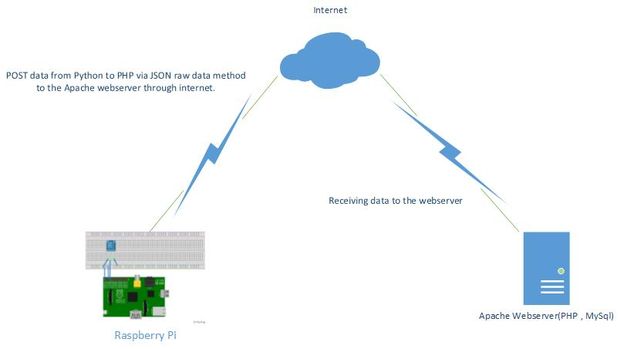 Internet
POST data from Python to PHP via JSON raw data method
to the Apache webserver through internet.
Receiving data to the webserver
Apache Webserver(PHP , MySql)
Raspberry Pi